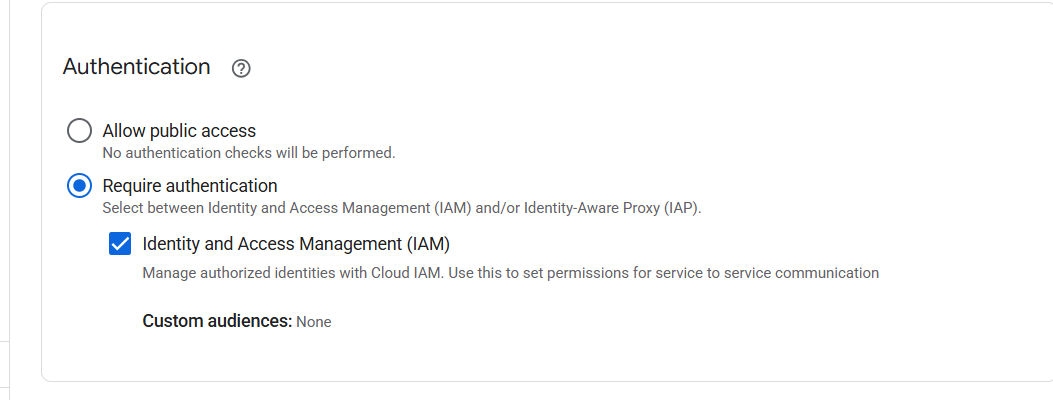 Authentication
Allow public access
No authentication checks will be performed.
Require authentication
Select between Identity and Access Management (IAM) and/or Identity-Aware Proxy (IAP).
Identity and Access Management (IAM)
Manage authorized identities with Cloud IAM. Use this to set permissions for service to service communication
Custom audiences: None